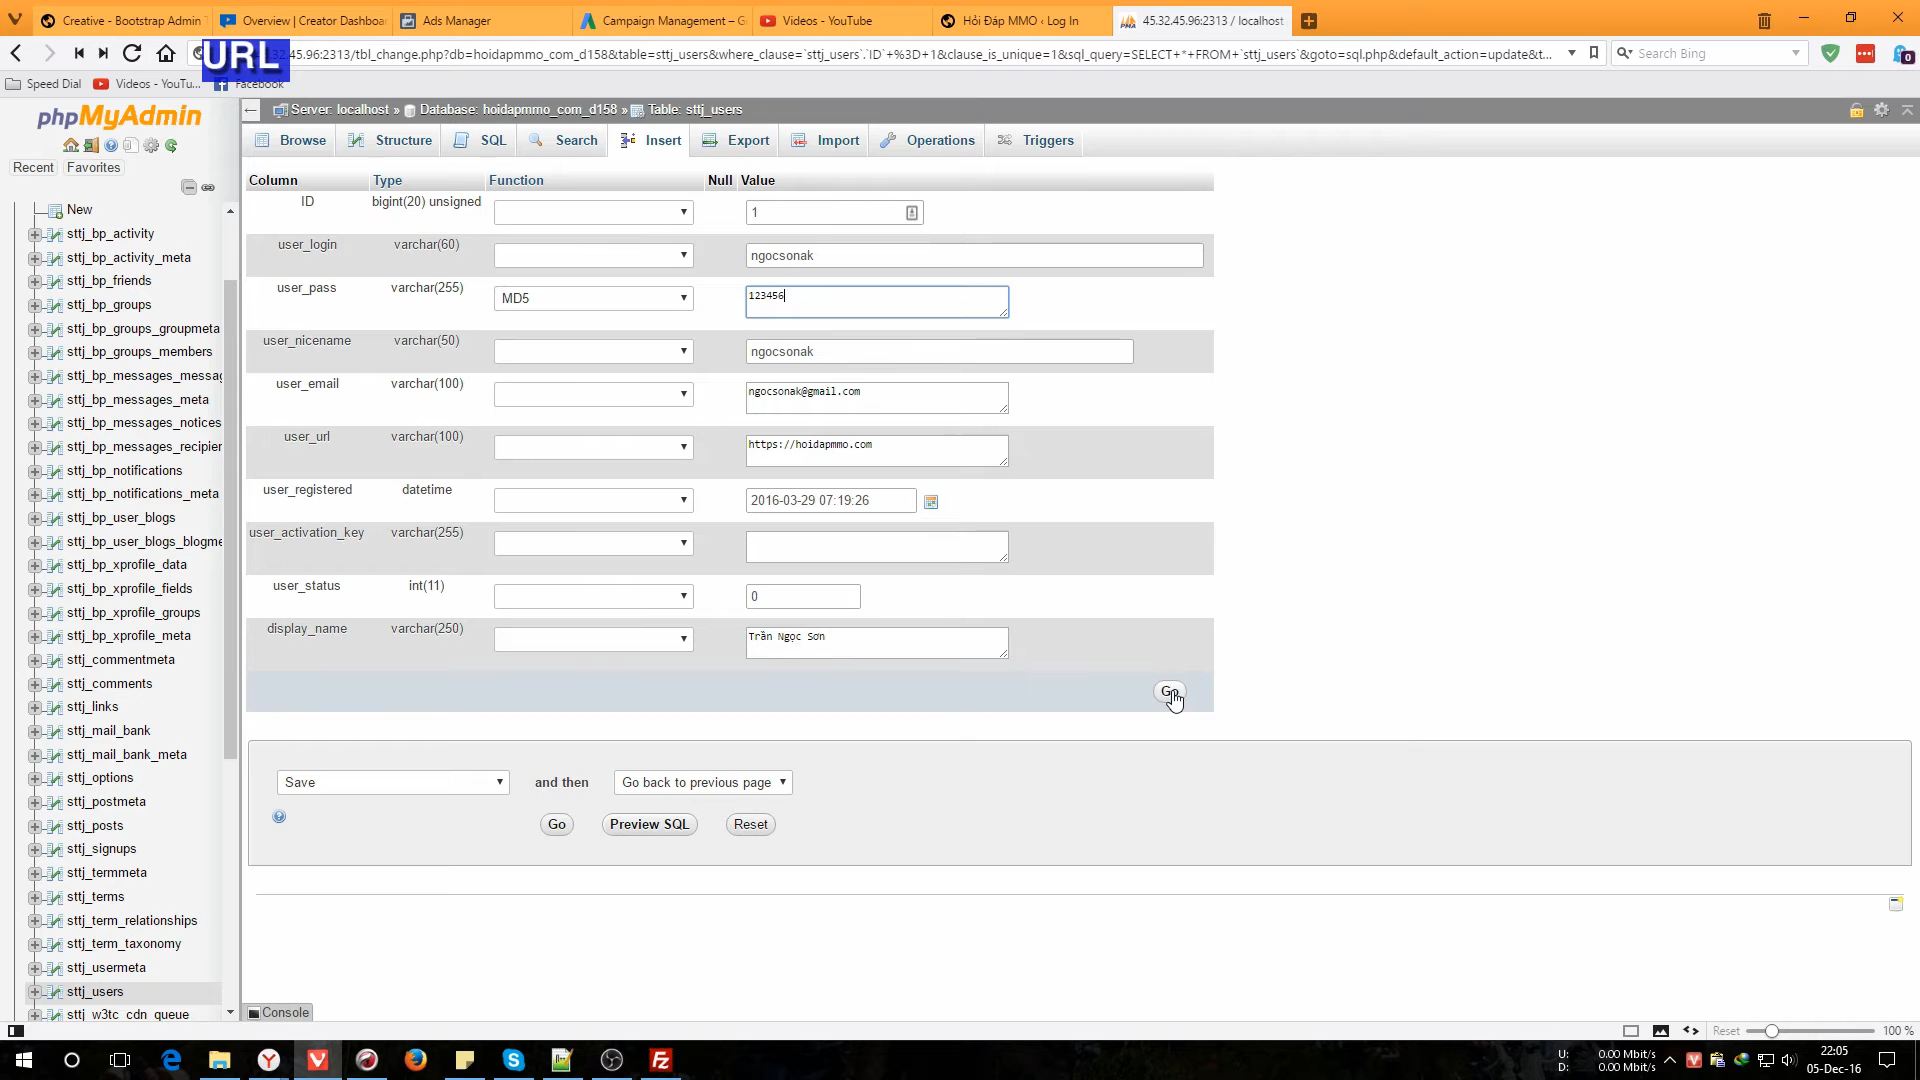 Creative - Bootstrap Admin T
Overview | Creator Dashboar
Ads Manager
Campaign Management – G
Videos - YouTube
Hỏi Đáp MMO ‹ Log In
45.32.45.96:2313 / localhost
URL
.32.45.96:2313/tbl_change.php?db=hoidapmmo_com_d158&table=sttj_users&where_clause=`sttj_users`.`ID`+%3D+1&clause_is_unique=1&sql_query=SELECT+*+FROM+`sttj_users`&goto=sql.php&default_action=update&t...
Search Bing
0
Speed Dial
Videos - YouTu...
Facebook
phpMyAdmin
Recent
Favorites
New
sttj_bp_activity
sttj_bp_activity_meta
sttj_bp_friends
sttj_bp_groups
sttj_bp_groups_groupmeta
sttj_bp_groups_members
sttj_bp_messages_messag
sttj_bp_messages_meta
sttj_bp_messages_notices
sttj_bp_messages_recipier
sttj_bp_notifications
sttj_bp_notifications_meta
sttj_bp_user_blogs
sttj_bp_user_blogs_blogme
sttj_bp_xprofile_data
sttj_bp_xprofile_fields
sttj_bp_xprofile_groups
sttj_bp_xprofile_meta
sttj_commentmeta
sttj_comments
sttj_links
sttj_mail_bank
sttj_mail_bank_meta
sttj_options
sttj_postmeta
sttj_posts
sttj_signups
sttj_termmeta
sttj_terms
sttj_term_relationships
sttj_term_taxonomy
sttj_usermeta
sttj_users
sttj_w3tc_cdn_queue
Server: localhost » Database: hoidapmmo_com_d158 » Table: sttj_users
Browse Structure SQL Search Insert Export Import Operations Triggers
Column Type Function Null Value
ID bigint(20) unsigned 1
user_login varchar(60) ngocsonak
user_pass varchar(255) MD5 123456
user_nicename varchar(50) ngocsonak
user_email varchar(100) ngocsonak@gmail.com
user_url varchar(100) https://hoidapmmo.com
user_registered datetime 2016-03-29 07:19:26
user_activation_key varchar(255)
user_status int(11) 0
display_name varchar(250) Trần Ngọc Sơn
Go
Save and then Go back to previous page
Go Preview SQL Reset
Console
Reset 100 %
U: 0.00 Mbit/s
D: 0.00 Mbit/s
22:05
05-Dec-16